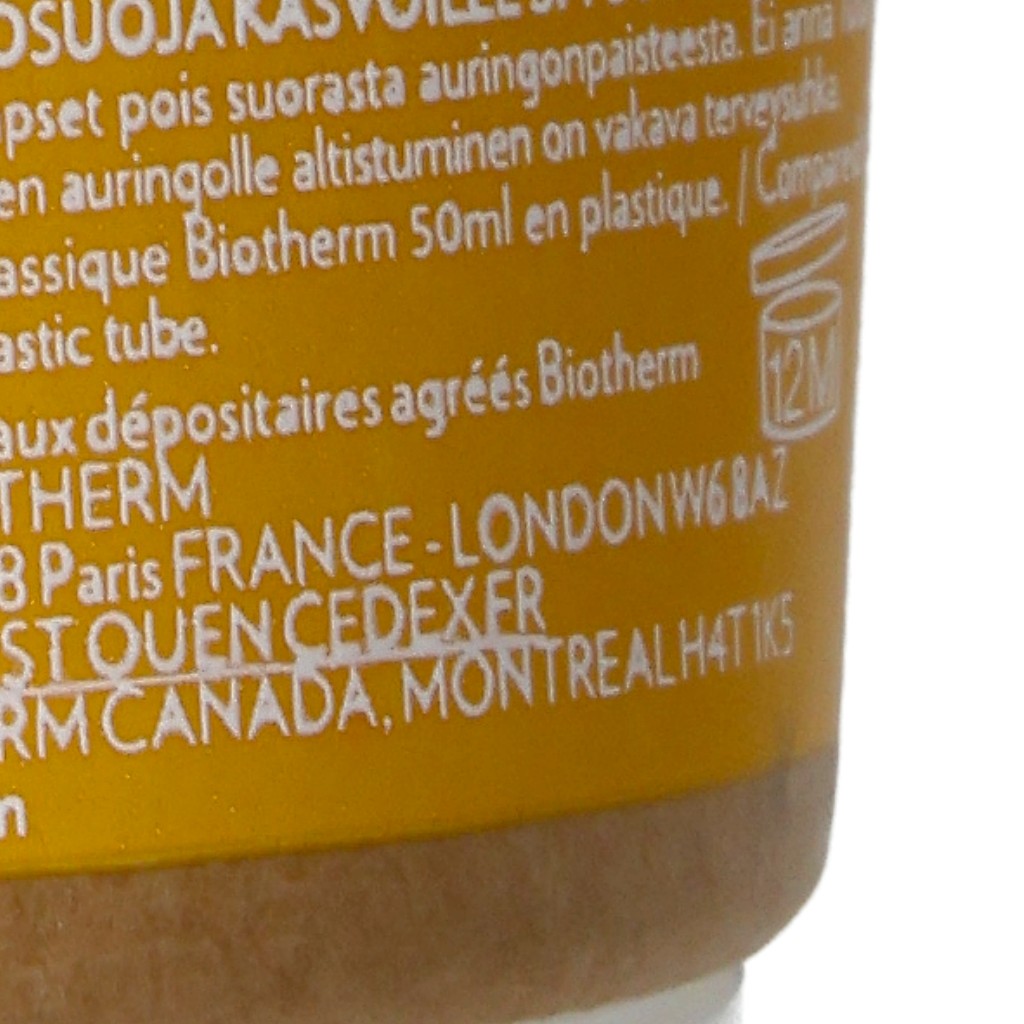 OSUOJA KASVOILLE JA
pset pois suorasta auringonpaisteesta. Ei anna
en auringolle altistuminen on vakava terveysuhka.
assique Biotherm 50ml en plastique. / Compared
astic tube.
aux dépositaires agréés Biotherm
THERM
8 Paris FRANCE - LONDON W6 8AZ
ST OUEN CEDEX FR
RM CANADA, MONTREAL H4T 1K5
m
12M